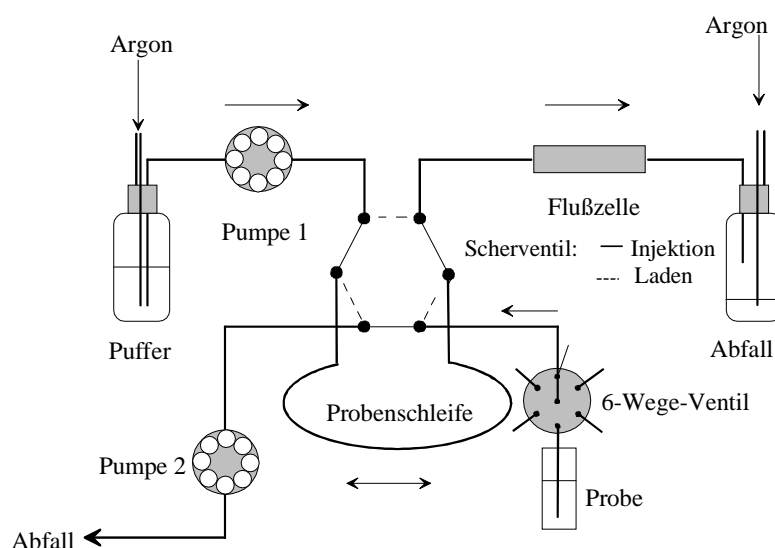 Argon
Argon
Pumpe 1
Flußzelle
Scherventil: Injektion
Laden
Puffer
Abfall
Probenschleife
6-Wege-Ventil
Pumpe 2
Probe
Abfall